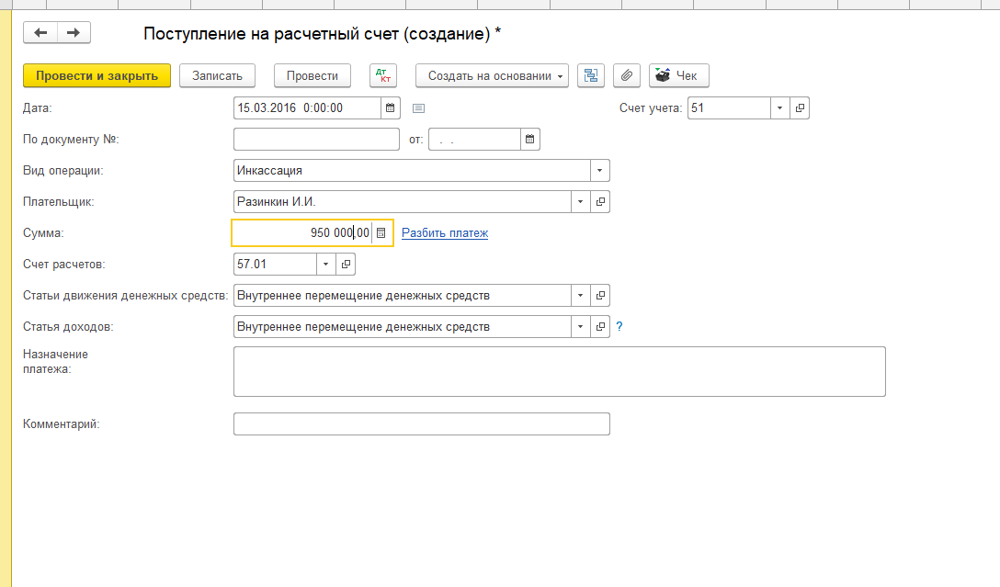 Поступление на расчетный счет (создание) *
Провести и закрыть Записать Провести Дт Кт Создать на основании Чек
Дата: 15.03.2016 0:00:00 Счет учета: 51
По документу №: от: . .
Вид операции: Инкассация
Плательщик: Разинкин И.И.
Сумма: 950 000,00 Разбить платеж
Счет расчетов: 57.01
Статьи движения денежных средств: Внутреннее перемещение денежных средств
Статья доходов: Внутреннее перемещение денежных средств ?
Назначение
платежа:
Комментарий: